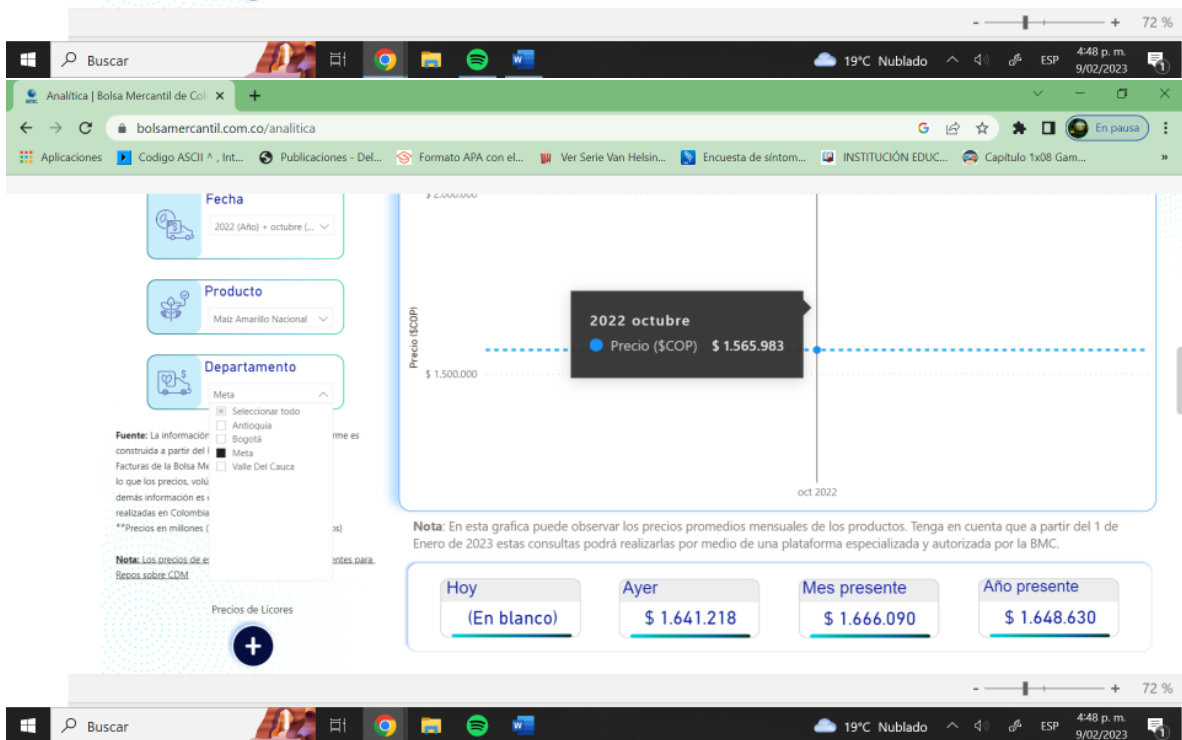 - + 72 %
Buscar
19°C Nublado ESP 4:48 p. m.
9/02/2023
1
Analítica | Bolsa Mercantil de Col
bolsamercantil.com.co/analitica
En pausa
Aplicaciones Codigo ASCII ^ , Int... Publicaciones - Del... Formato APA con el... Ver Serie Van Helsin... Encuesta de síntom... INSTITUCIÓN EDUC... Capítulo 1x08 Gam... »
Fecha
2022 (Año) + octubre (...
Producto
Maíz Amarillo Nacional
Departamento
Meta
Seleccionar todo
Antioquia
Bogotá
Meta
Valle Del Cauca
Fuente: La información rme es
construida a partir del
Facturas de la Bolsa Me
lo que los precios, volú
demás información es
realizadas en Colombia
**Precios en millones ( os)
Nota: Los precios de e entes para
Repos sobre CDM
Precios de Licores
+
$ 2.000.000
Precio ($COP)
$ 1.500.000
2022 octubre
Precio ($COP) $ 1.565.983
oct 2022
Nota: En esta grafica puede observar los precios promedios mensuales de los productos. Tenga en cuenta que a partir del 1 de
Enero de 2023 estas consultas podrá realizarlas por medio de una plataforma especializada y autorizada por la BMC.
Hoy Ayer Mes presente Año presente
(En blanco) $ 1.641.218 $ 1.666.090 $ 1.648.630
- + 72 %
Buscar
19°C Nublado ESP 4:48 p. m.
9/02/2023
1